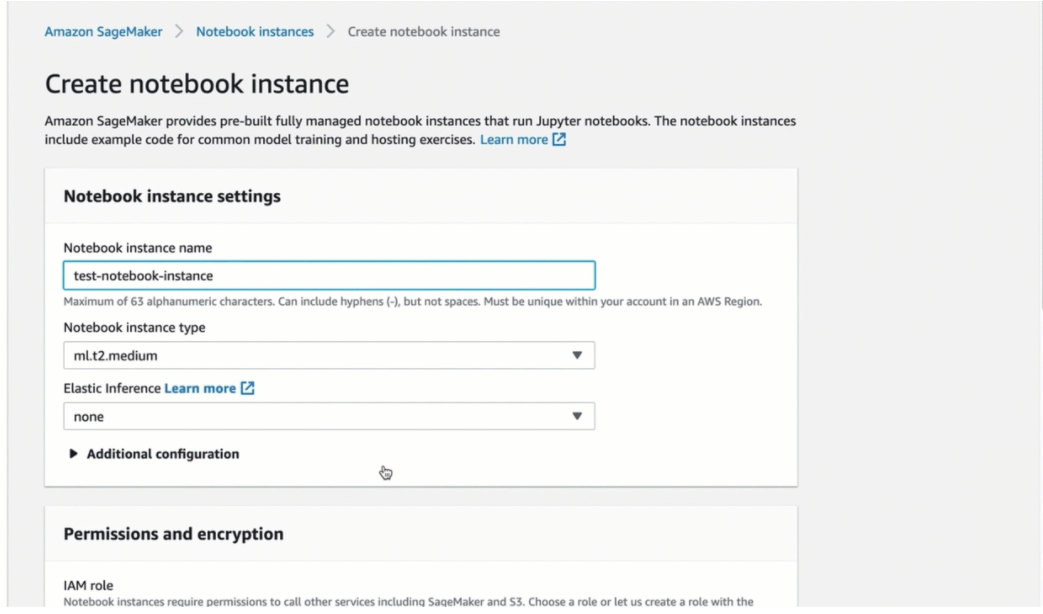 Amazon SageMaker > Notebook instances > Create notebook instance
Create notebook instance
Amazon SageMaker provides pre-built fully managed notebook instances that run Jupyter notebooks. The notebook instances
include example code for common model training and hosting exercises. Learn more
Notebook instance settings
Notebook instance name
test-notebook-instance
Maximum of 63 alphanumeric characters. Can include hyphens (-), but not spaces. Must be unique within your account in an AWS Region.
Notebook instance type
ml.t2.medium
Elastic Inference Learn more
none
Additional configuration
Permissions and encryption
IAM role
Notebook instances require permissions to call other services including SageMaker and S3. Choose a role or let us create a role with the